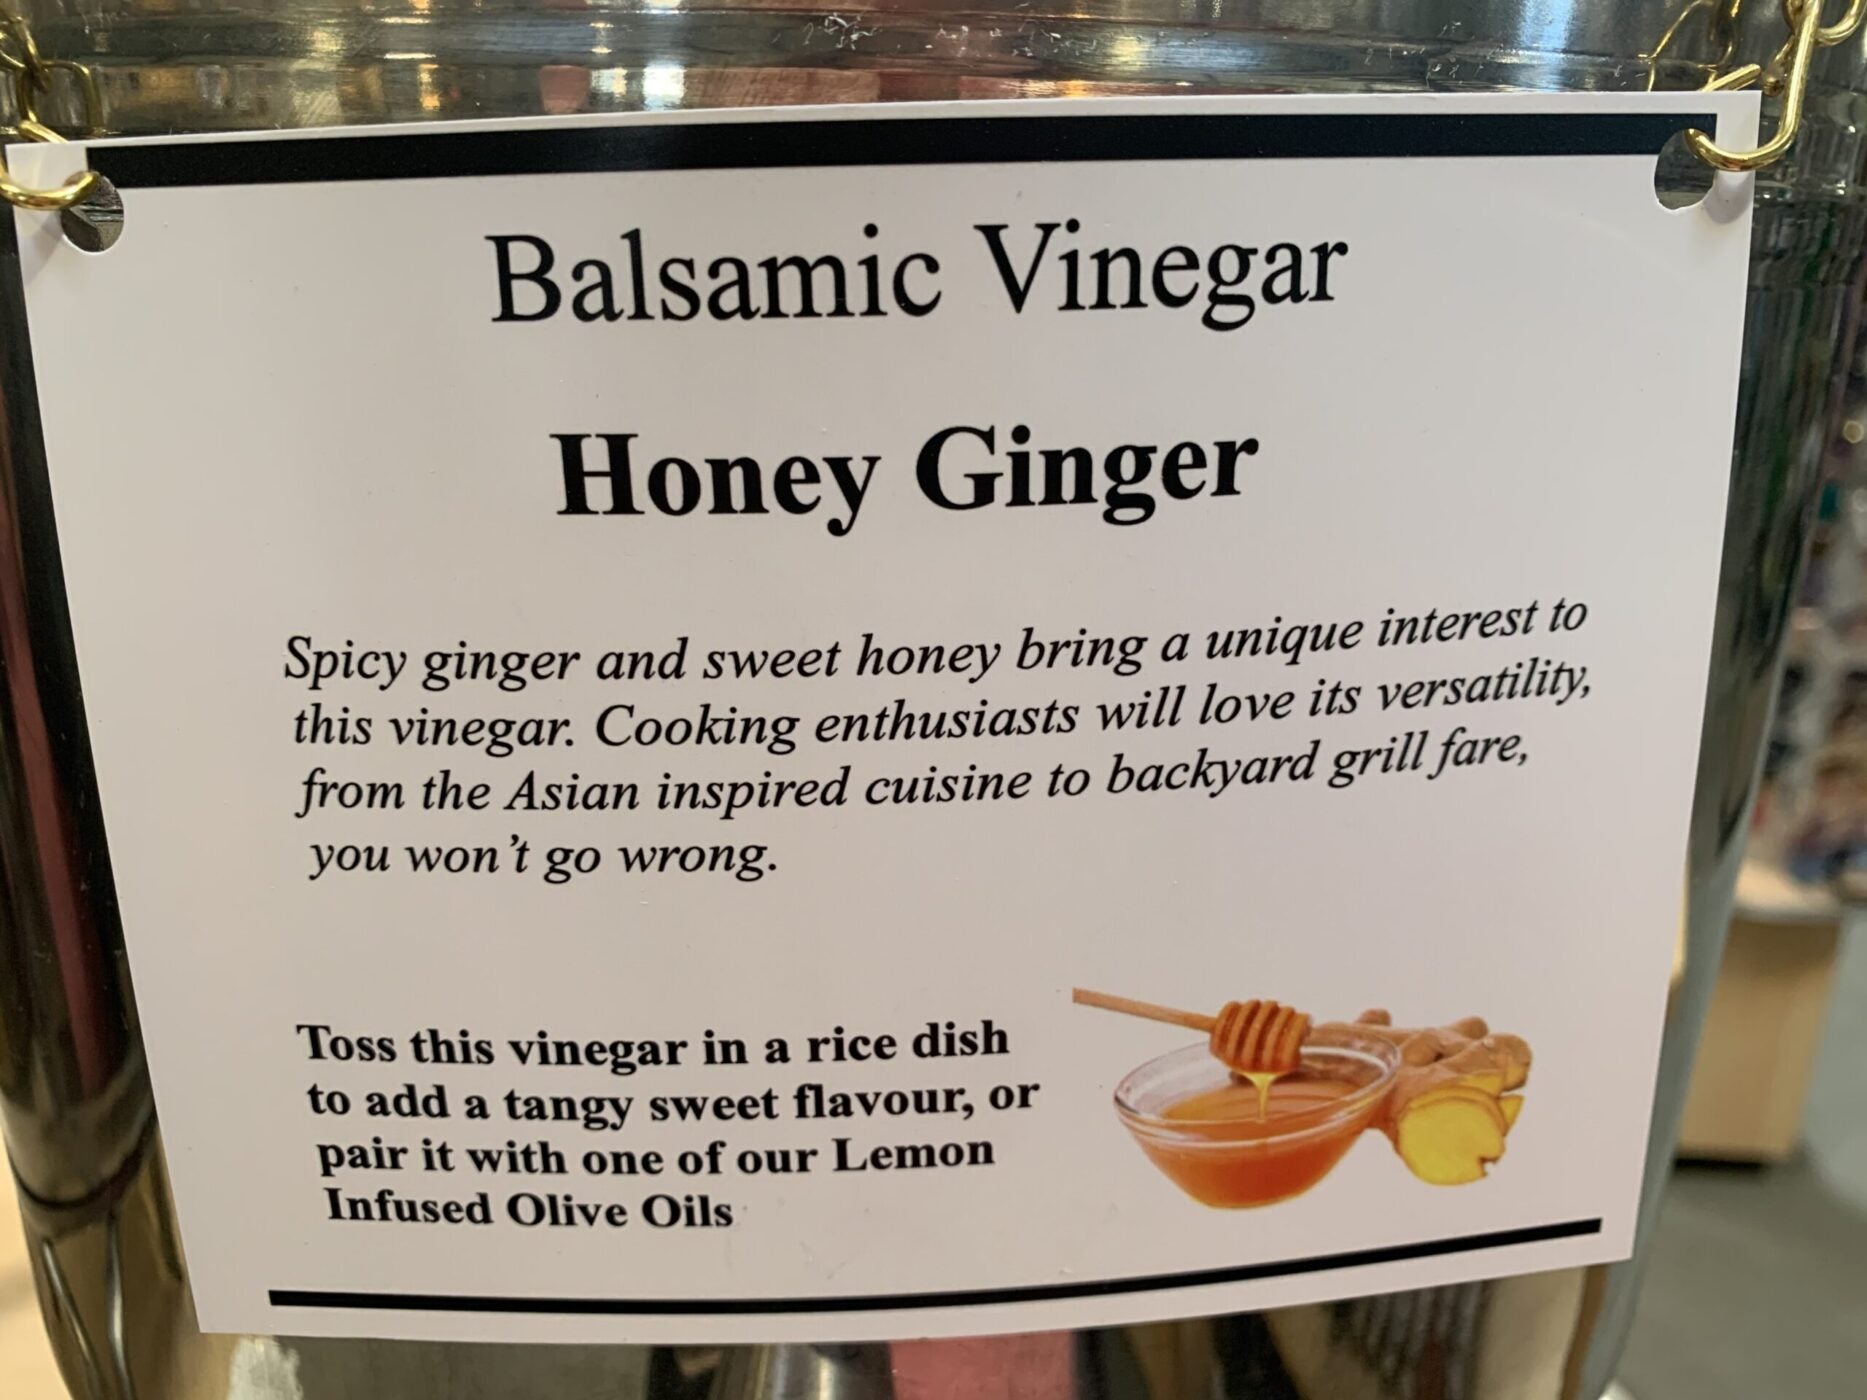 Balsamic Vinegar
Honey Ginger
Spicy ginger and sweet honey bring a unique interest to
this vinegar. Cooking enthusiasts will love its versatility,
from the Asian inspired cuisine to backyard grill fare,
you won't go wrong.
Toss this vinegar in a rice dish
to add a tangy sweet flavour, or
pair it with one of our Lemon
Infused Olive Oils